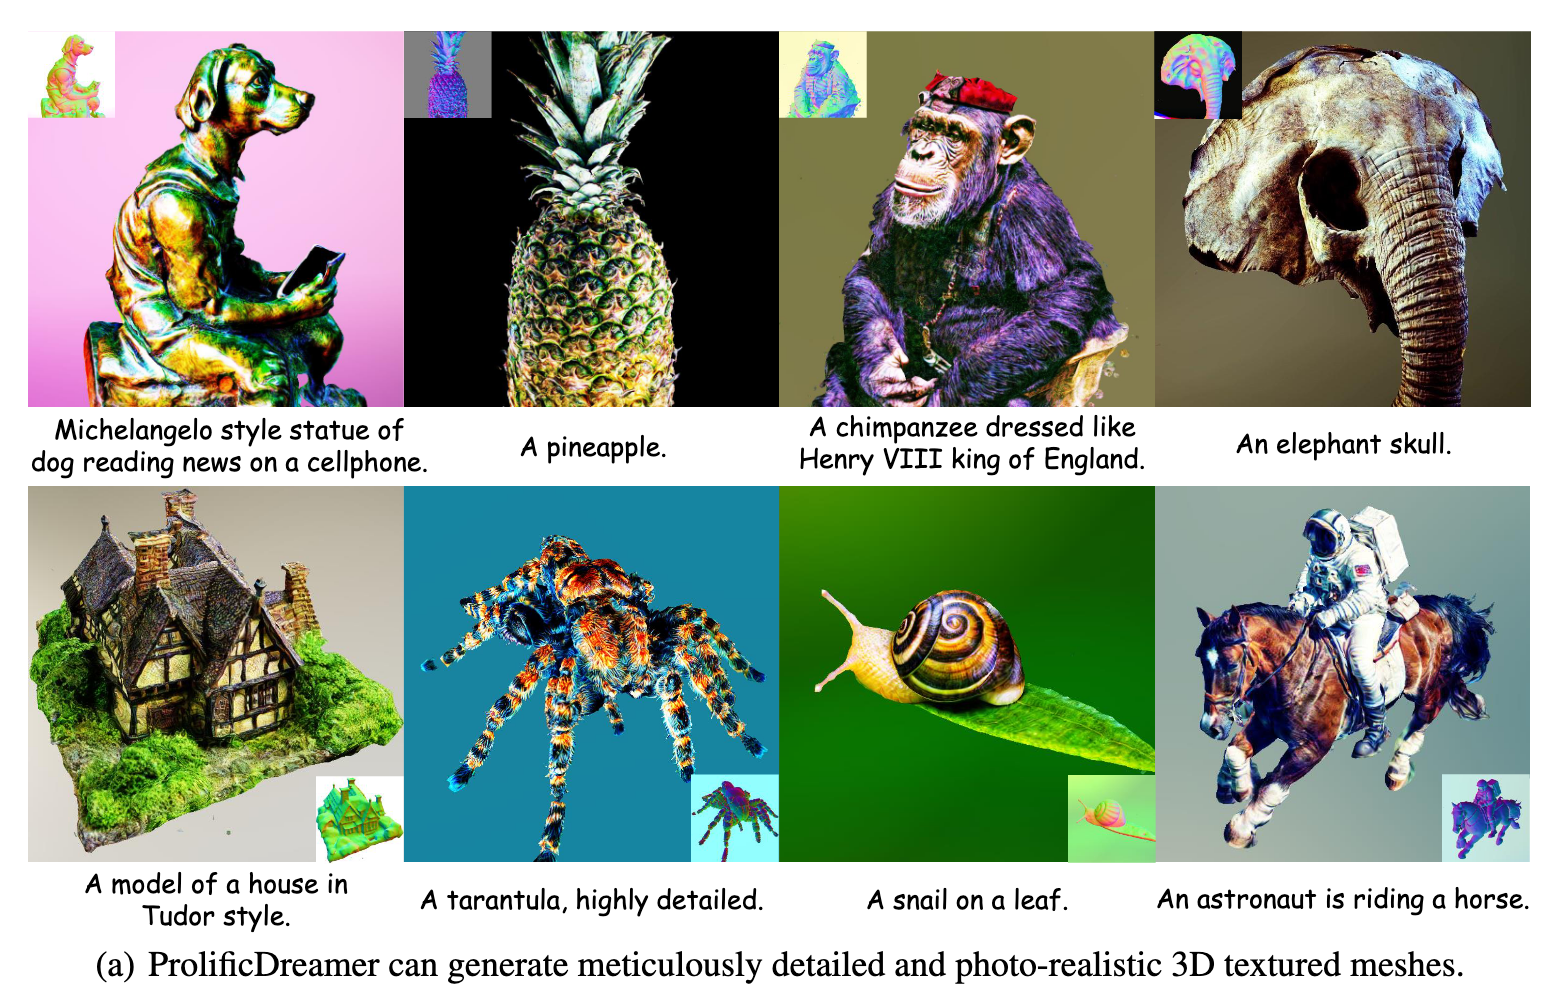 Michelangelo style statue of
dog reading news on a cellphone.
A pineapple.
A chimpanzee dressed like
Henry VIII king of England.
An elephant skull.
A model of a house in
Tudor style.
A tarantula, highly detailed.
A snail on a leaf.
An astronaut is riding a horse.
(a) ProlificDreamer can generate meticulously detailed and photo-realistic 3D textured meshes.